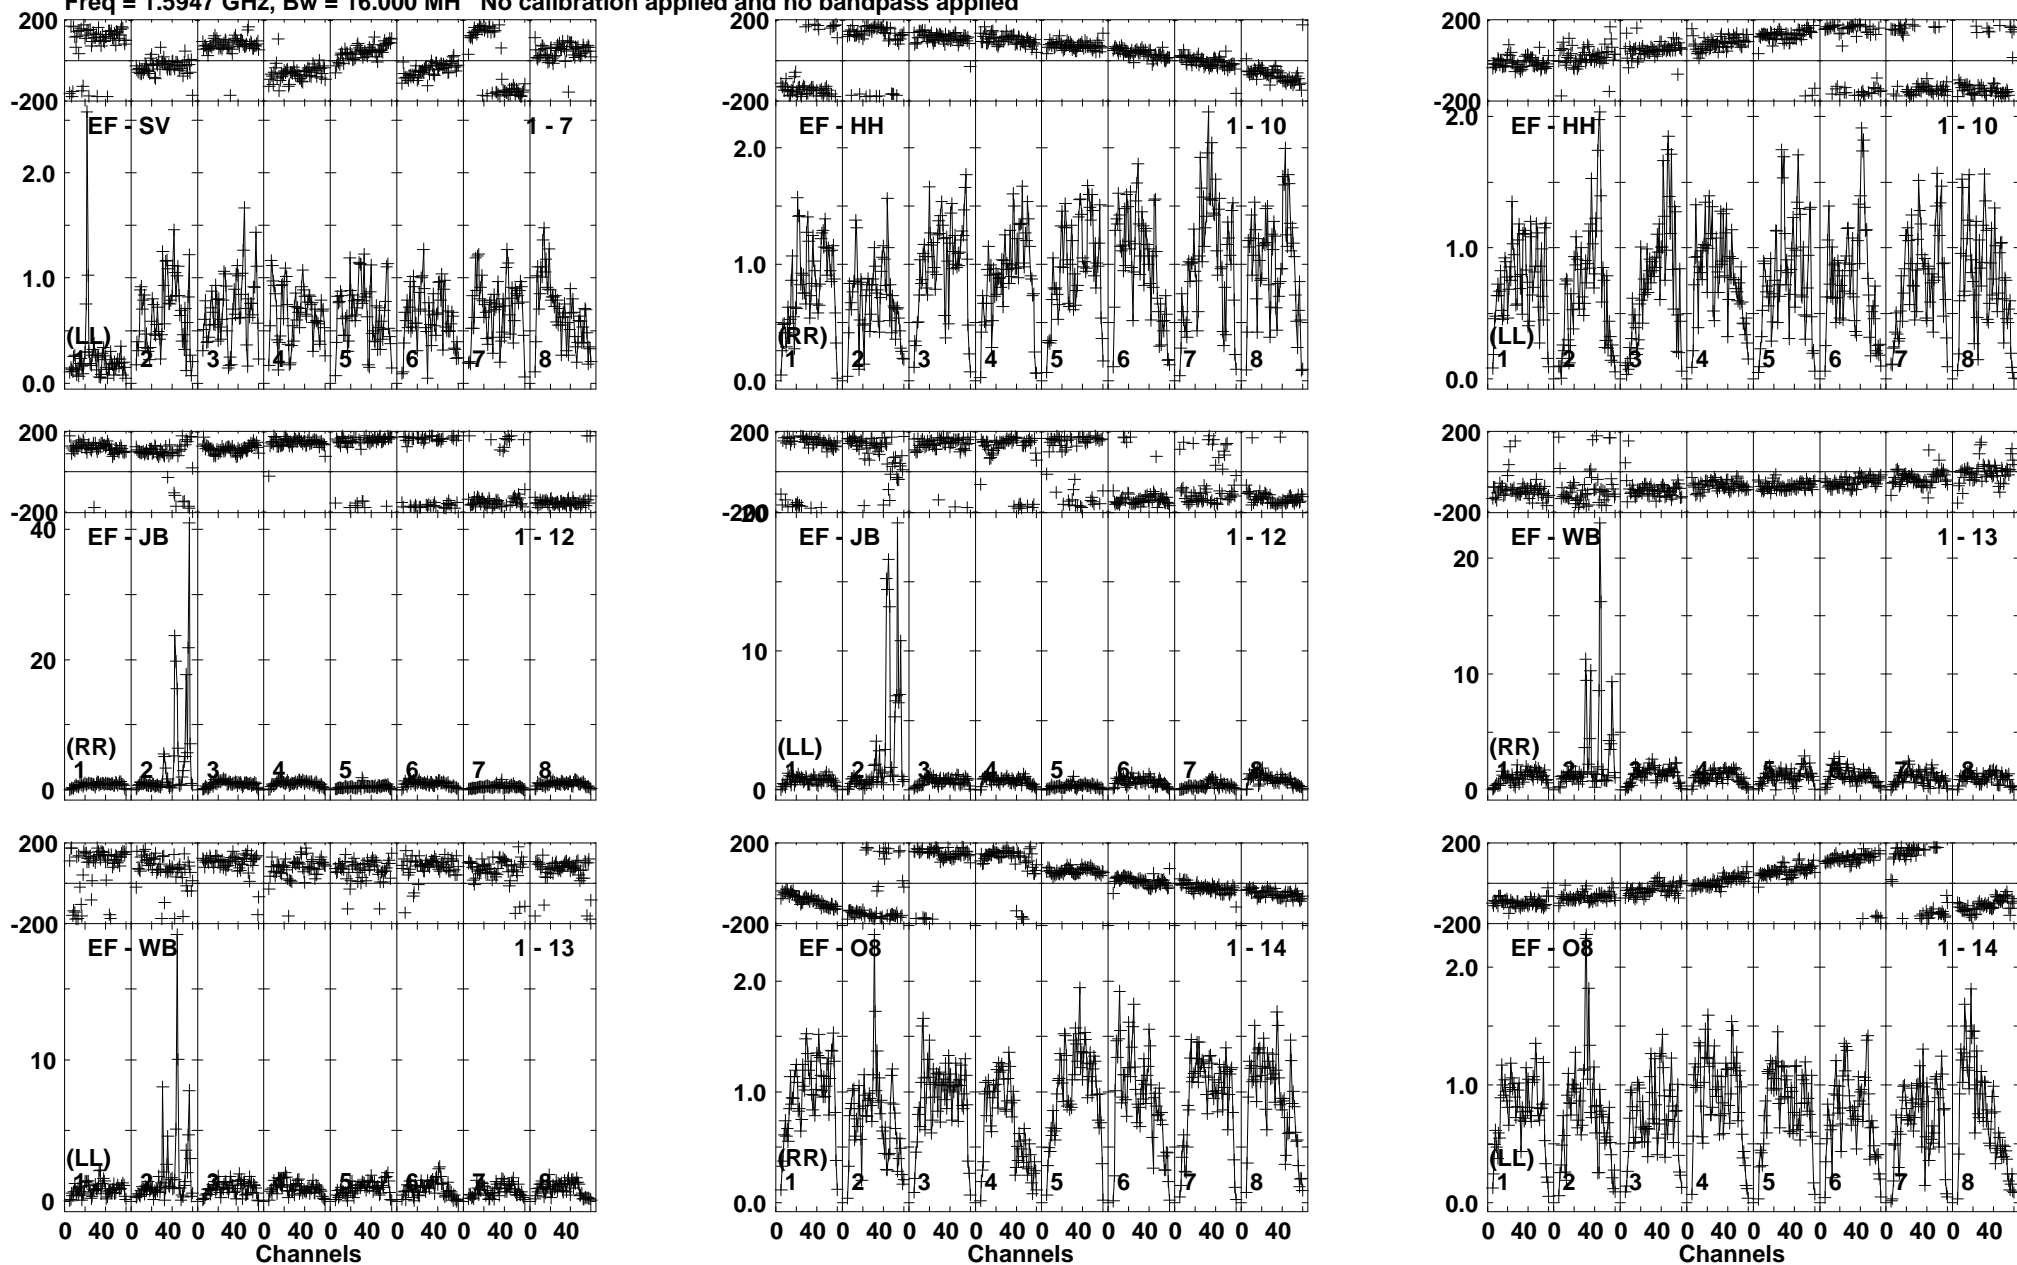 Freq = 1.5947 GHz, Bw = 16.000 MH No calibration applied and no bandpass applied
200 200 200
-200 -200 -200
EF - SV 1 - 7 EF - HH 1 - 10 EF - HH 1 - 10
2.0 2.0 2.0
1.0 1.0 1.0
(LL) (RR) (LL)
1 2 3 4 5 6 7 8 1 2 3 4 5 6 7 8 1 2 3 4 5 6 7 8
0.0 0.0 0.0
200 200 200
-200 -200 -200
EF - JB 1 - 12 EF - JB 1 - 12 EF - WB 1 - 13
40 20 20
20 10 10
(RR) (LL) (RR)
1 2 3 4 5 6 7 8 1 2 3 4 5 6 7 8 1 2 3 4 5 6 7 8
0 0 0
200 200 200
-200 -200 -200
EF - WB 1 - 13 EF - O8 1 - 14 EF - O8 1 - 14
10 2.0 2.0
1.0 1.0
(LL) (RR) (LL)
1 2 3 4 5 6 7 8 1 2 3 4 5 6 7 8 1 2 3 4 5 6 7 8
0 0.0 0.0
0 40 0 40 0 40 0 40 0 40 0 40 0 40 0 40 0 40 0 40 0 40 0 40 0 40 0 40 0 40 0 40 0 40 0 40 0 40 0 40 0 40 0 40 0 40 0 40
Channels Channels Channels